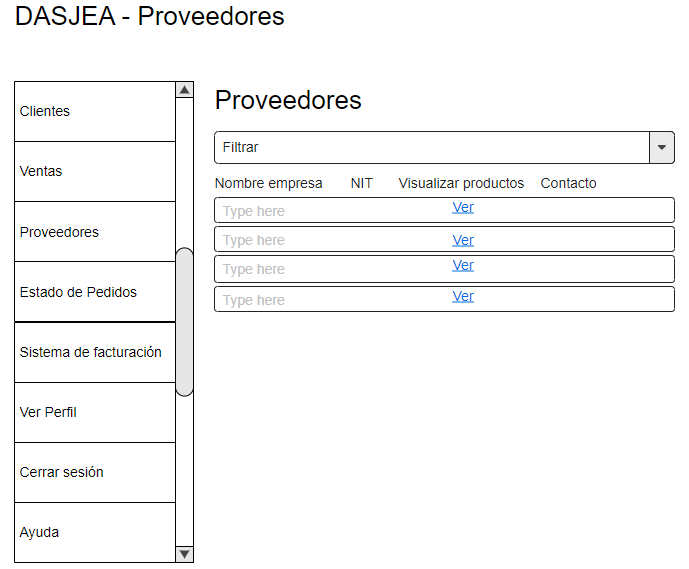 DASJEA - Proveedores
Clientes
Ventas
Proveedores
Estado de Pedidos
Sistema de facturación
Ver Perfil
Cerrar sesión
Ayuda
Proveedores
Filtrar
Nombre empresa NIT Visualizar productos Contacto
Type here Ver
Type here Ver
Type here Ver
Type here Ver